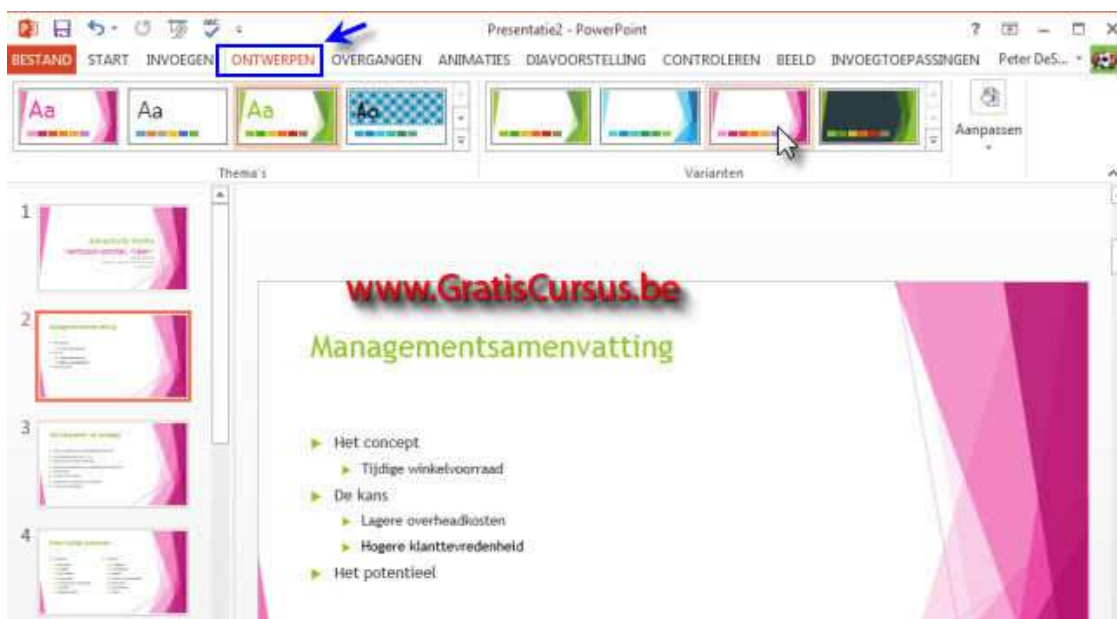 Presentatie2 - PowerPoint
BESTAND START INVOEGEN ONTWERPEN OVERGANGEN ANIMATIES DIAVOORSTELLING CONTROLEREN BEELD INVOEGTOEPASSINGEN Peter DeS...
Aa Aa Aa Aa
Aanpassen
Thema's Varianten
1
2
3
4
www.GratisCursus.be
Managementsamenvatting
Het concept
Tijdige winkelvoorraad
De kans
Lagere overheadkosten
Hogere klanttevredenheid
Het potentieel